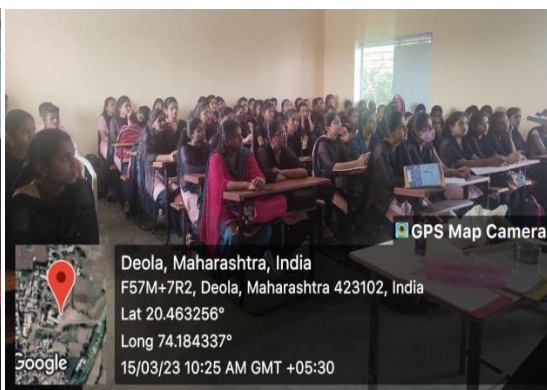 GPS Map Camera
Deola, Maharashtra, India
F57M+7R2, Deola, Maharashtra 423102, India
Lat 20.463256°
Long 74.184337°
15/03/23 10:25 AM GMT +05:30
Google